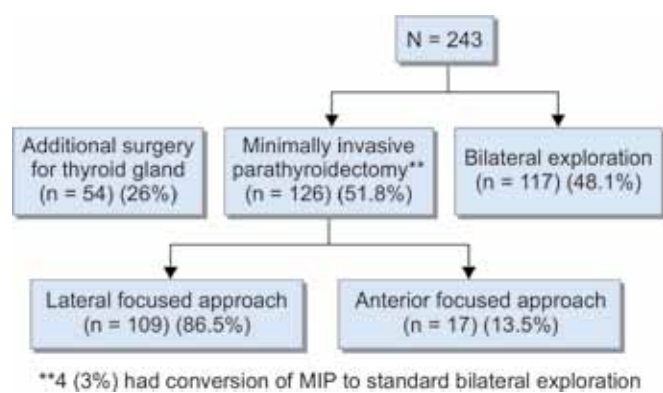 N = 243
Additional surgery
for thyroid gland
(n = 54) (26%)
Minimally invasive
parathyroidectomy**
(n = 126) (51.8%)
Bilateral exploration
(n = 117) (48.1%)
Lateral focused approach
(n = 109) (86.5%)
Anterior focused approach
(n = 17) (13.5%)
**4 (3%) had conversion of MIP to standard bilateral exploration